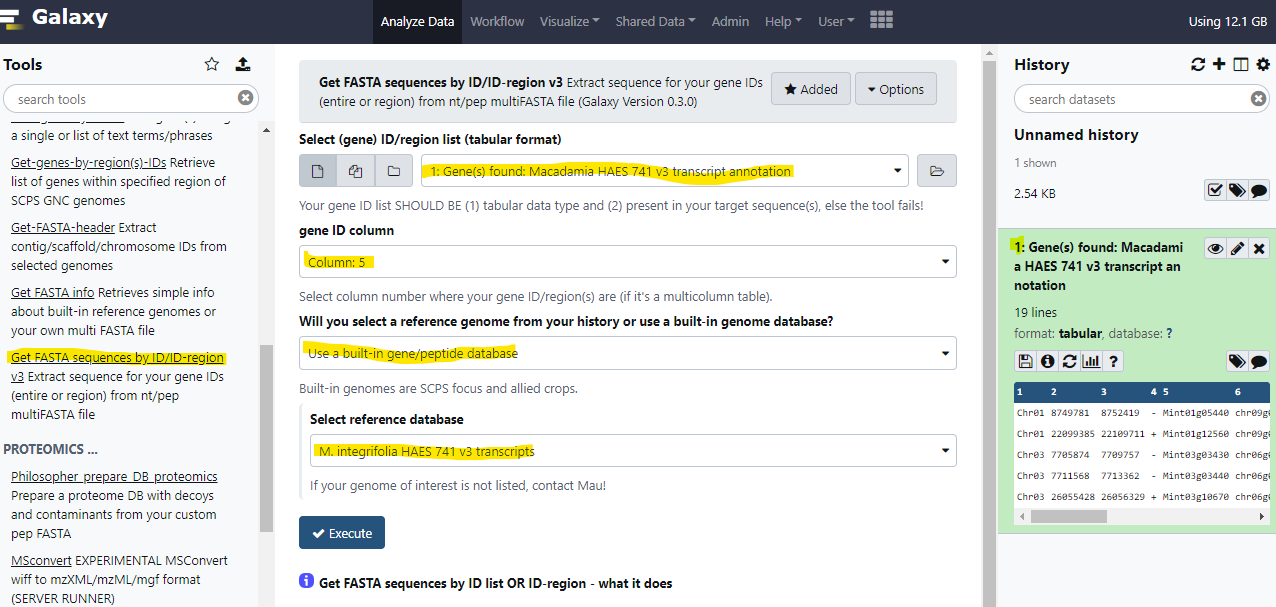 Galaxy
Analyze Data
Workflow
Visualize
Shared Data
Admin
Help
User
Using 12.1 GB
Tools
search tools
a single or list of text terms/phrases
Get-genes-by-region(s)-IDs Retrieve
list of genes within specified region of
SCPS GNC genomes
Get-FASTA-header Extract
contig/scaffold/chromosome IDs from
selected genomes
Get FASTA info Retrieves simple info
about built-in reference genomes or
your own multi FASTA file
Get FASTA sequences by ID/ID-region
v3 Extract sequence for your gene IDs
(entire or region) from nt/pep
multiFASTA file
PROTEOMICS ...
Philosopher_prepare_DB_proteomics
Prepare a proteome DB with decoys
and contaminants from your custom
pep FASTA
MSconvert EXPERIMENTAL MSConvert
wiff to mzXML/mzML/mgf format
(SERVER RUNNER)
Get FASTA sequences by ID/ID-region v3 Extract sequence for your gene IDs
(entire or region) from nt/pep multiFASTA file (Galaxy Version 0.3.0)
Added
Options
Select (gene) ID/region list (tabular format)
1: Gene(s) found: Macadamia HAES 741 v3 transcript annotation
Your gene ID list SHOULD BE (1) tabular data type and (2) present in your target sequence(s), else the tool fails!
gene ID column
Column: 5
Select column number where your gene ID/region(s) are (if it's a multicolumn table).
Will you select a reference genome from your history or use a built-in genome database?
Use a built-in gene/peptide database
Built-in genomes are SCPS focus and allied crops.
Select reference database
M. integrifolia HAES 741 v3 transcripts
If your genome of interest is not listed, contact Mau!
Execute
Get FASTA sequences by ID list OR ID-region - what it does
History
search datasets
Unnamed history
1 shown
2.54 KB
1: Gene(s) found: Macadami
a HAES 741 v3 transcript an
notation
19 lines
format: tabular, database: ?
1 2 3 4 5 6
Chr01 8749781 8752419 - Mint01g05440 chr09g
Chr01 22099385 22109711 + Mint01g12560 chr09g
Chr03 7705874 7709757 - Mint03g03430 chr06g
Chr03 7711568 7713362 - Mint03g03440 chr06g
Chr03 26055428 26056329 + Mint03g10670 chr06g